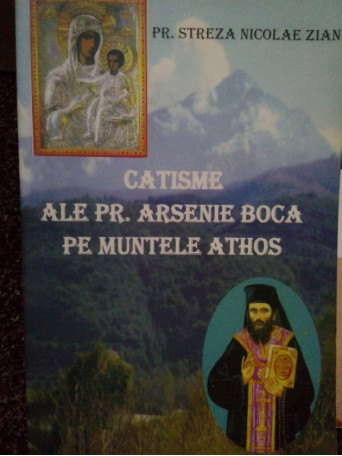 PR. STREZA NICOLAE ZIAN
CATISME
ALE PR. ARSENIE BOCA
PE MUNTELE ATHOS